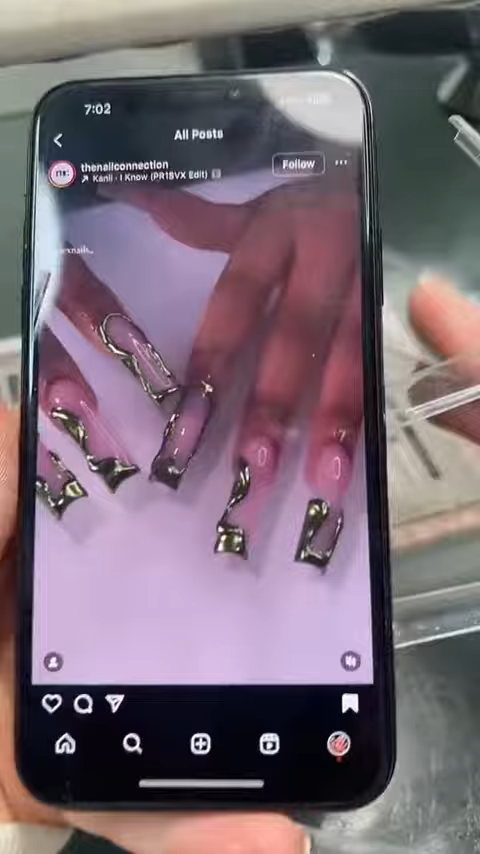 7:02
All Posts
thenailconnection
Follow
Kanii · I Know (PR1SVX Edit)